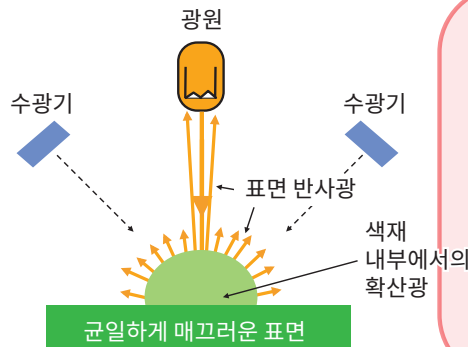 광원
수광기
수광기
표면 반사광
색재
내부에서의
확산광
균일하게 매끄러운 표면